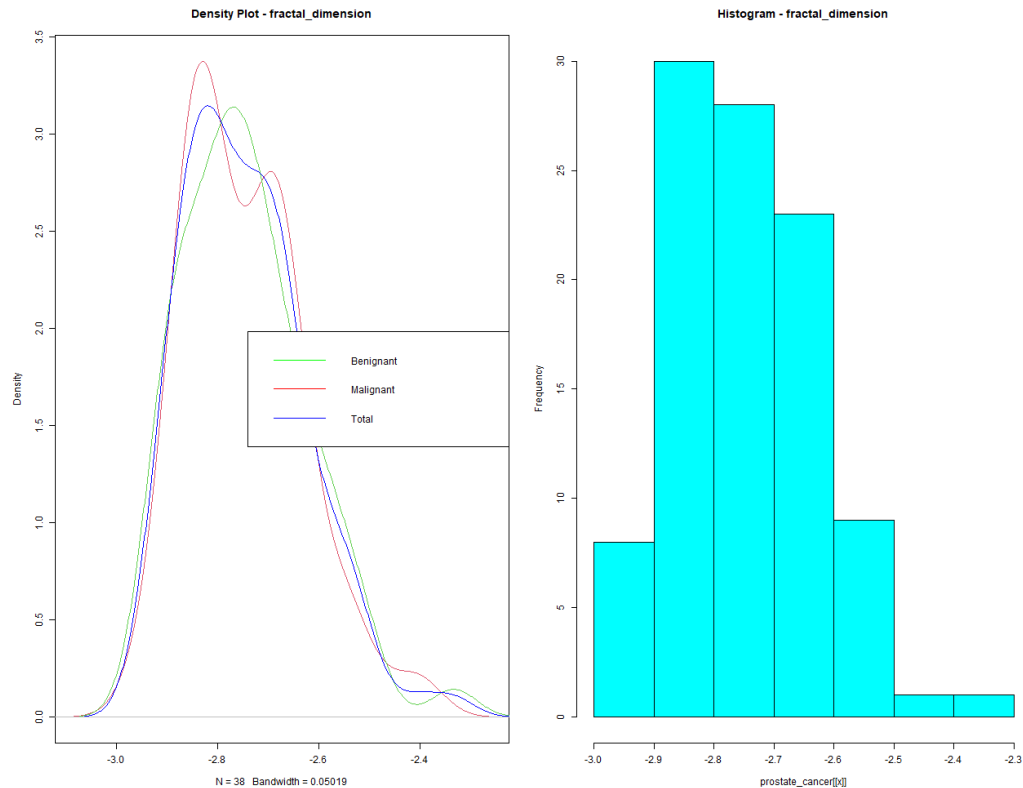 Density Plot - fractal_dimension
Density
0.0
0.5
1.0
1.5
2.0
2.5
3.0
3.5
Benignant
Malignant
Total
-3.0 -2.8 -2.6 -2.4
N = 38 Bandwidth = 0.05019
Histogram - fractal_dimension
Frequency
0
5
10
15
20
25
30
-3.0 -2.9 -2.8 -2.7 -2.6 -2.5 -2.4 -2.3
prostate_cancer[[x]]